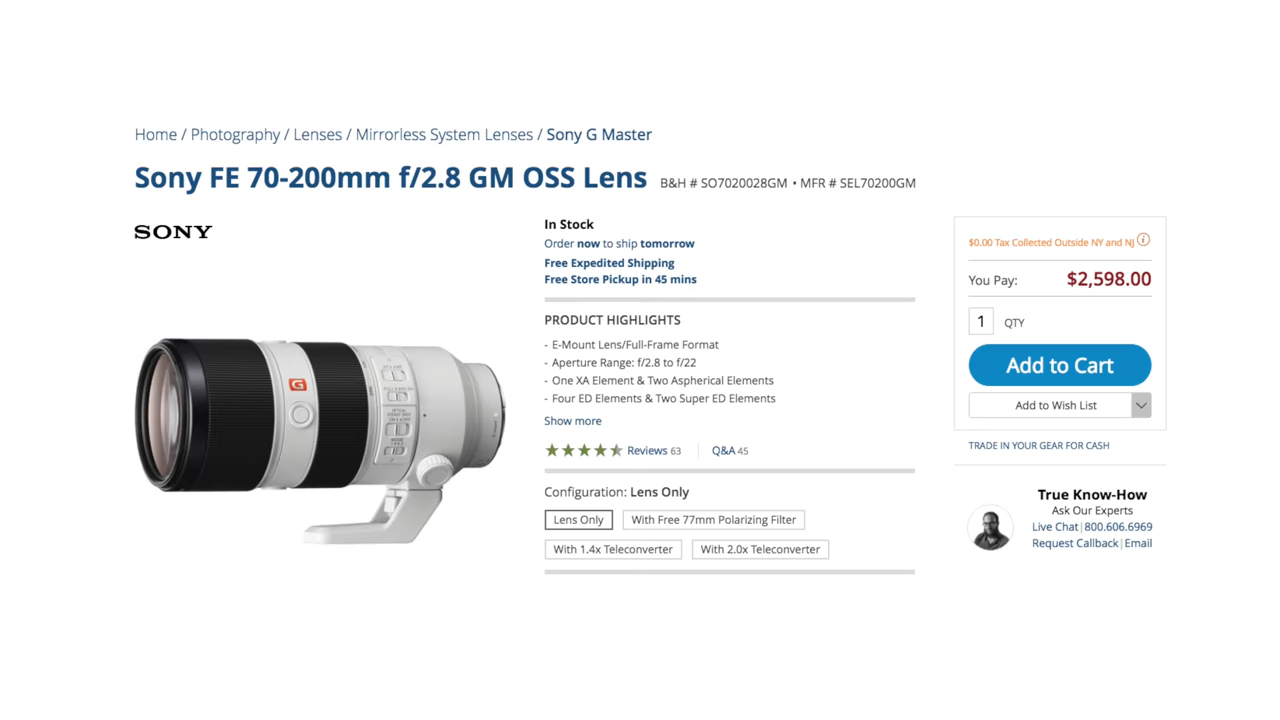 Home / Photography / Lenses / Mirrorless System Lenses / Sony G Master
Sony FE 70-200mm f/2.8 GM OSS Lens B&H # SO7020028GM • MFR # SEL70200GM
SONY
G
In Stock
Order now to ship tomorrow
Free Expedited Shipping
Free Store Pickup in 45 mins
PRODUCT HIGHLIGHTS
- E-Mount Lens/Full-Frame Format
- Aperture Range: f/2.8 to f/22
- One XA Element & Two Aspherical Elements
- Four ED Elements & Two Super ED Elements
Show more
Reviews 63 Q&A 45
Configuration: Lens Only
Lens Only With Free 77mm Polarizing Filter
With 1.4x Teleconverter With 2.0x Teleconverter
$0.00 Tax Collected Outside NY and NJ
You Pay: $2,598.00
1 QTY
Add to Cart
Add to Wish List
TRADE IN YOUR GEAR FOR CASH
True Know-How
Ask Our Experts
Live Chat | 800.606.6969
Request Callback | Email